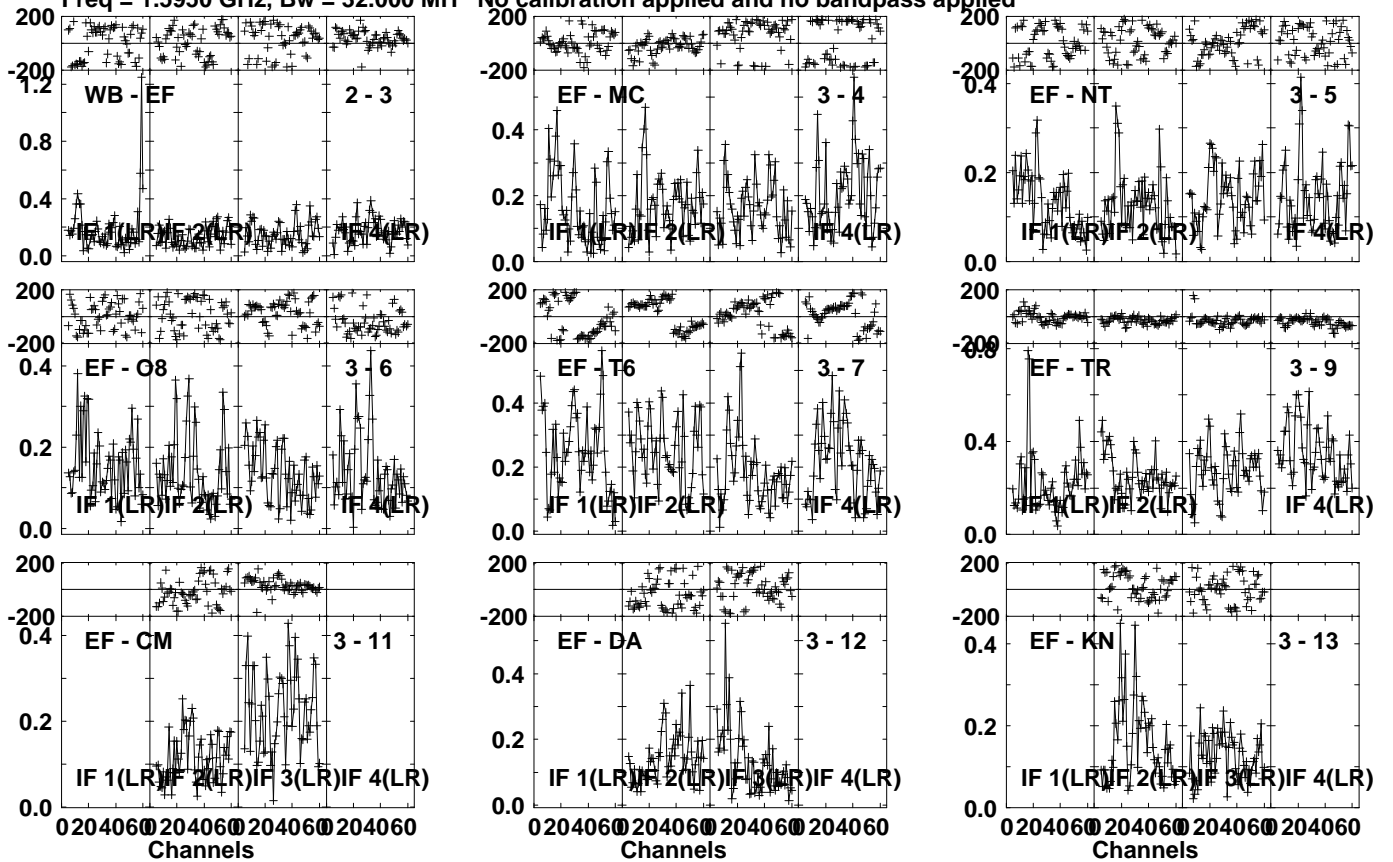 Freq = 1.5950 GHz, Bw = 32.000 MH No calibration applied and no bandpass applied
200 200 200
-200 -200 -200
1.2 WB - EF 2 - 3 EF - MC 3 - 4 0.4 EF - NT 3 - 5
0.8 0.4
0.4 0.2 0.2
IF 1(LR) IF 2(LR) IF 4(LR) IF 1(LR) IF 2(LR) IF 4(LR) IF 1(LR) IF 2(LR) IF 4(LR)
0.0 0.0 0.0
200 200 200
-200 -200 -200
0.4 EF - O8 3 - 6 EF - T6 3 - 7 0.8 EF - TR 3 - 9
0.2 0.4 0.4
0.2
IF 1(LR) IF 2(LR) IF 4(LR) IF 1(LR) IF 2(LR) IF 4(LR) IF 1(LR) IF 2(LR) IF 4(LR)
0.0 0.0 0.0
200 200 200
-200 -200 -200
0.4 EF - CM 3 - 11 EF - DA 3 - 12 0.4 EF - KN 3 - 13
0.4
0.2 0.2 0.2
IF 1(LR) IF 2(LR) IF 3(LR) IF 4(LR) IF 1(LR) IF 2(LR) IF 3(LR) IF 4(LR) IF 1(LR) IF 2(LR) IF 3(LR) IF 4(LR)
0.0 0.0 0.0
0 20 40 60 0 20 40 60 0 20 40 60 0 20 40 60 0 20 40 60 0 20 40 60 0 20 40 60 0 20 40 60 0 20 40 60 0 20 40 60 0 20 40 60 0 20 40 60
Channels Channels Channels